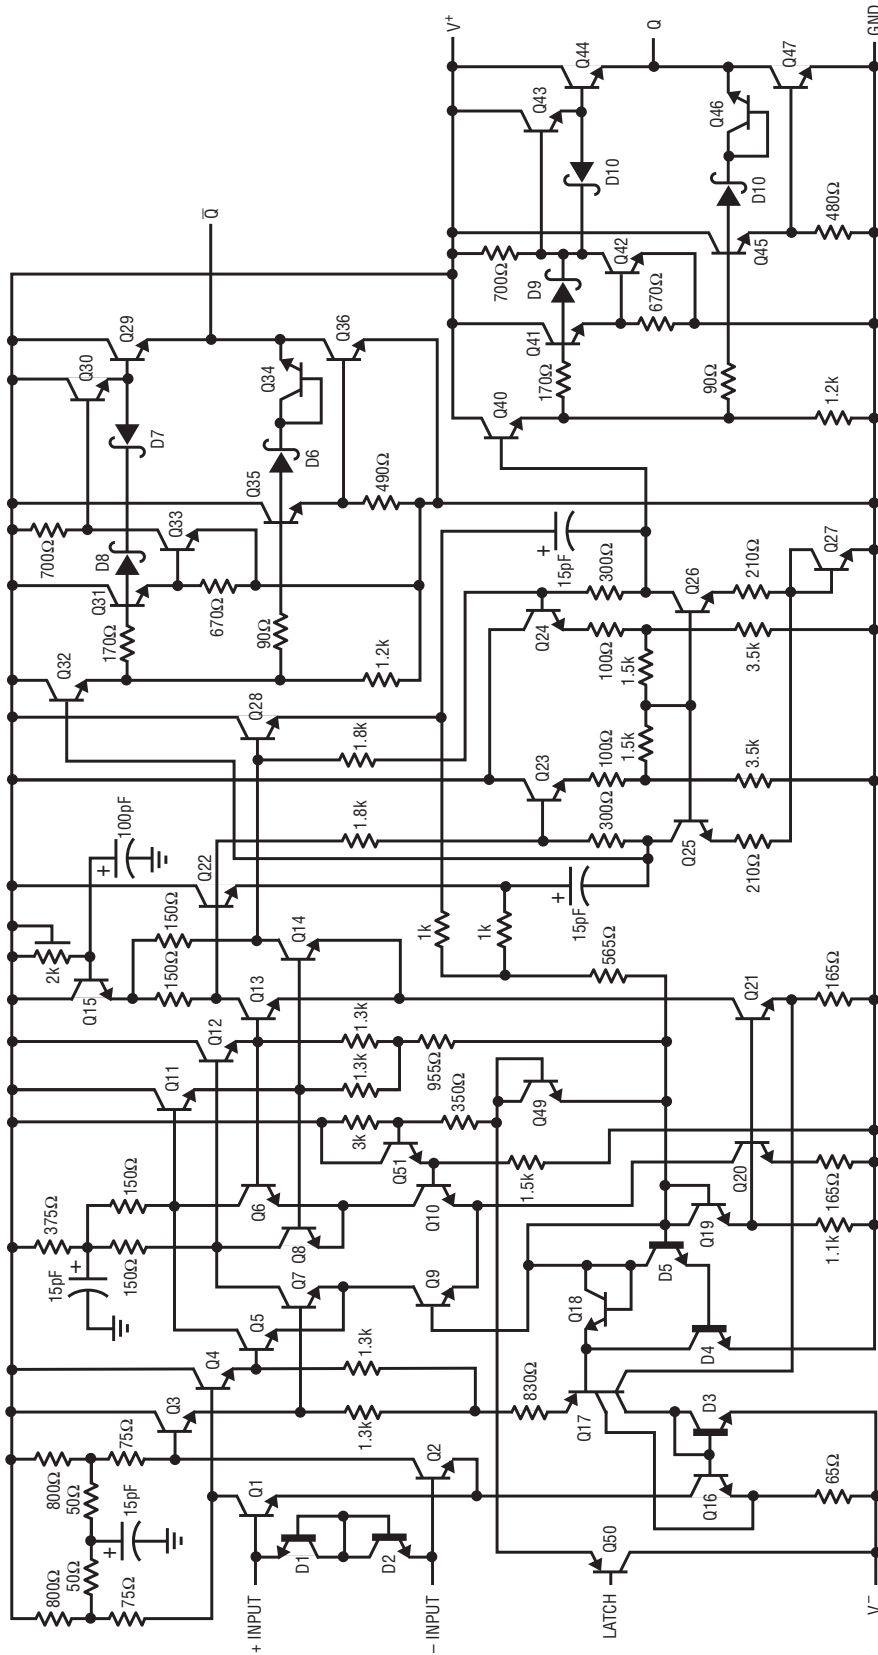 800Ω
800Ω
375Ω
2k
700Ω
50Ω
50Ω
15pF
D8
Q31
75Ω
75Ω
15pF
150Ω
150Ω
Q15
100pF
170Ω
Q32
Q30
Q29
D7
Q3
Q4
Q11
150Ω
150Ω
Q22
Q33
Q12
Q̅
+ INPUT
Q1
Q5
Q6
Q13
Q14
Q28
670Ω
90Ω
Q35
Q34
D1
Q7
Q8
D6
Q36
D2
1.3k
1.3k
1.3k
1.3k
3k
1.8k
1.8k
1.2k
490Ω
– INPUT
Q2
Q9
Q10
Q51
955Ω
350Ω
1k
1k
V+
Q50
830Ω
1.5k
Q49
15pF
Q23
Q24
15pF
Q40
170Ω
Q41
D9
700Ω
Q43
Q44
Q17
Q18
565Ω
300Ω
100Ω
100Ω
300Ω
LATCH
1.5k
1.5k
Q42
D10
Q
D5
Q25
Q26
670Ω
Q16
D3
D4
Q19
Q20
Q21
210Ω
3.5k
3.5k
210Ω
90Ω
Q45
D10
Q46
Q47
65Ω
1.1k
165Ω
165Ω
Q27
1.2k
480Ω
V–
GND